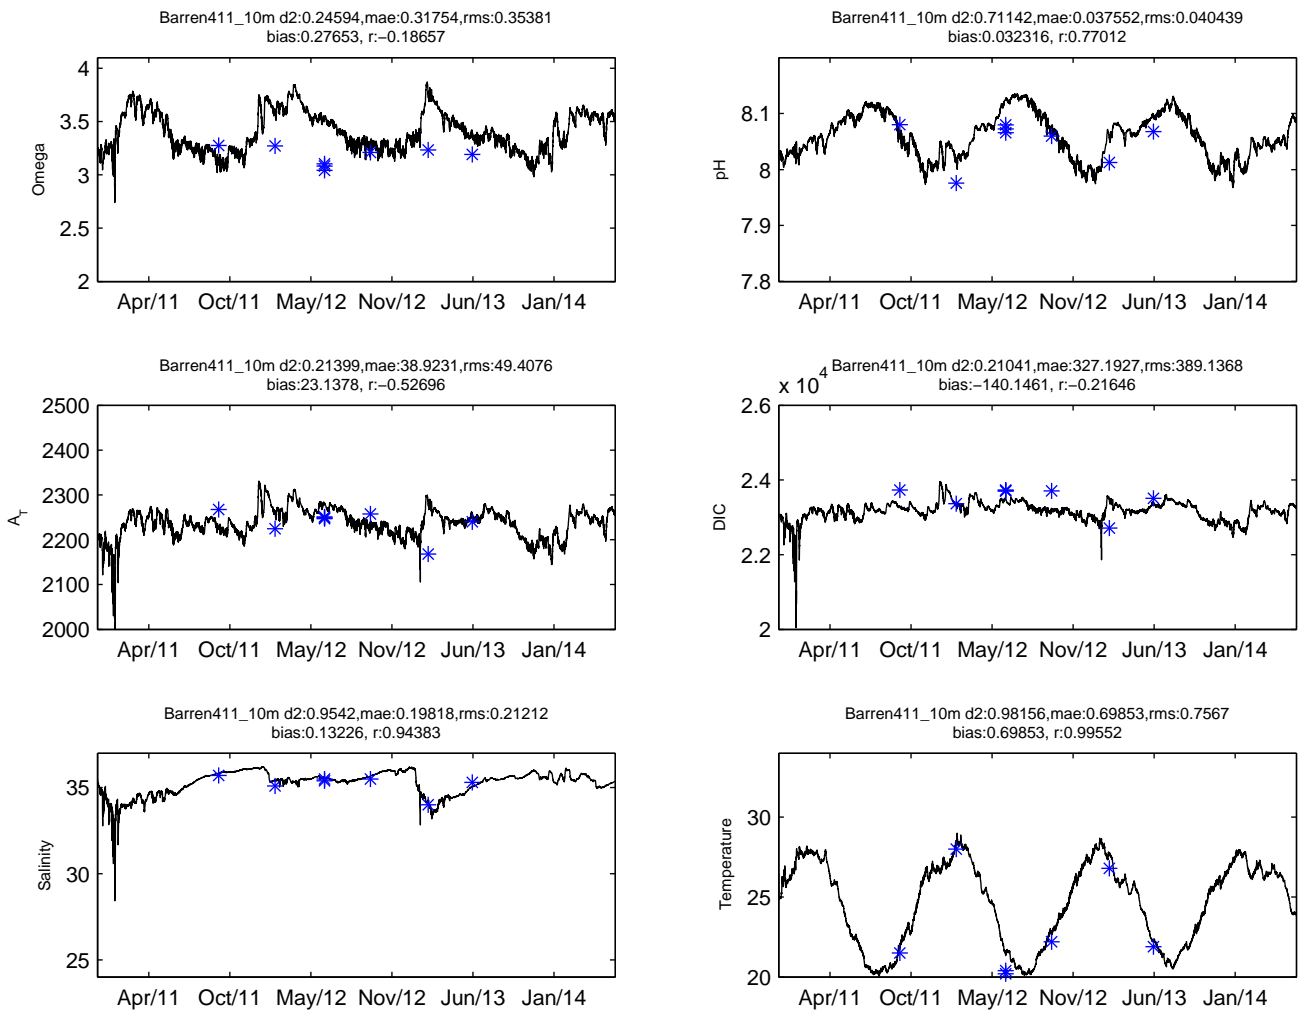 Barren411_10m d2:0.24594,mae:0.31754,rms:0.35381
bias:0.27653, r:−0.18657
4
3.5
3
2.5
2
Omega
Apr/11 Oct/11 May/12 Nov/12 Jun/13 Jan/14
Barren411_10m d2:0.71142,mae:0.037552,rms:0.040439
bias:0.032316, r:0.77012
8.1
8
7.9
7.8
pH
Apr/11 Oct/11 May/12 Nov/12 Jun/13 Jan/14
Barren411_10m d2:0.21399,mae:38.9231,rms:49.4076
bias:23.1378, r:−0.52696
2500
2400
2300
2200
2100
2000
A_T
Apr/11 Oct/11 May/12 Nov/12 Jun/13 Jan/14
Barren411_10m d2:0.21041,mae:327.1927,rms:389.1368
bias:−140.1461, r:−0.21646
x 10^4
2.6
2.4
2.2
2
DIC
Apr/11 Oct/11 May/12 Nov/12 Jun/13 Jan/14
Barren411_10m d2:0.9542,mae:0.19818,rms:0.21212
bias:0.13226, r:0.94383
35
30
25
Salinity
Apr/11 Oct/11 May/12 Nov/12 Jun/13 Jan/14
Barren411_10m d2:0.98156,mae:0.69853,rms:0.7567
bias:0.69853, r:0.99552
30
25
20
Temperature
Apr/11 Oct/11 May/12 Nov/12 Jun/13 Jan/14